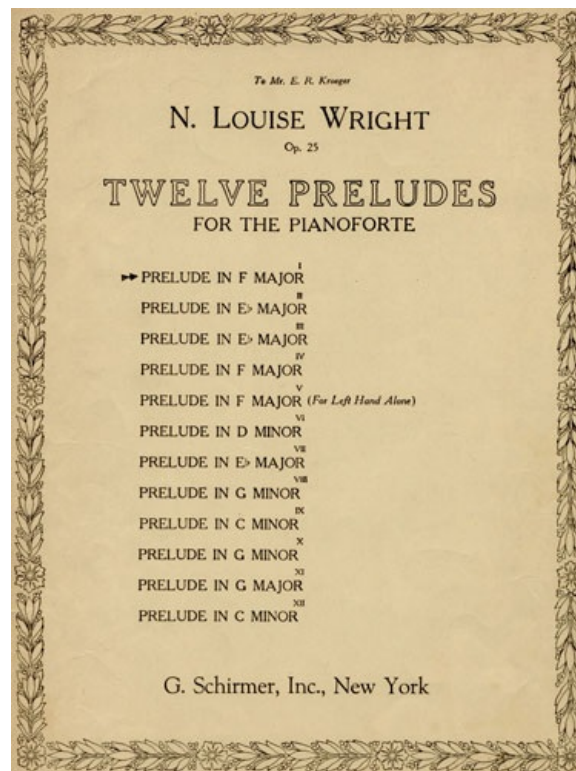 To Mr. E. R. Kroeger
N. LOUISE WRIGHT
Op. 25
TWELVE PRELUDES
FOR THE PIANOFORTE
I
PRELUDE IN F MAJOR
II
PRELUDE IN E♭ MAJOR
III
PRELUDE IN E♭ MAJOR
IV
PRELUDE IN F MAJOR
V
PRELUDE IN F MAJOR (For Left Hand Alone)
VI
PRELUDE IN D MINOR
VII
PRELUDE IN E♭ MAJOR
VIII
PRELUDE IN G MINOR
IX
PRELUDE IN C MINOR
X
PRELUDE IN G MINOR
XI
PRELUDE IN G MAJOR
XII
PRELUDE IN C MINOR
G. Schirmer, Inc., New York